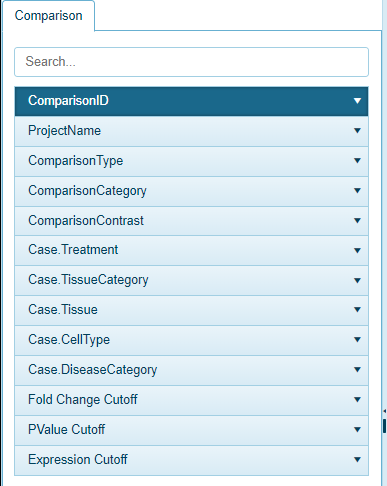 Comparison
Search...
ComparisonID
ProjectName
ComparisonType
ComparisonCategory
ComparisonContrast
Case.Treatment
Case.TissueCategory
Case.Tissue
Case.CellType
Case.DiseaseCategory
Fold Change Cutoff
PValue Cutoff
Expression Cutoff